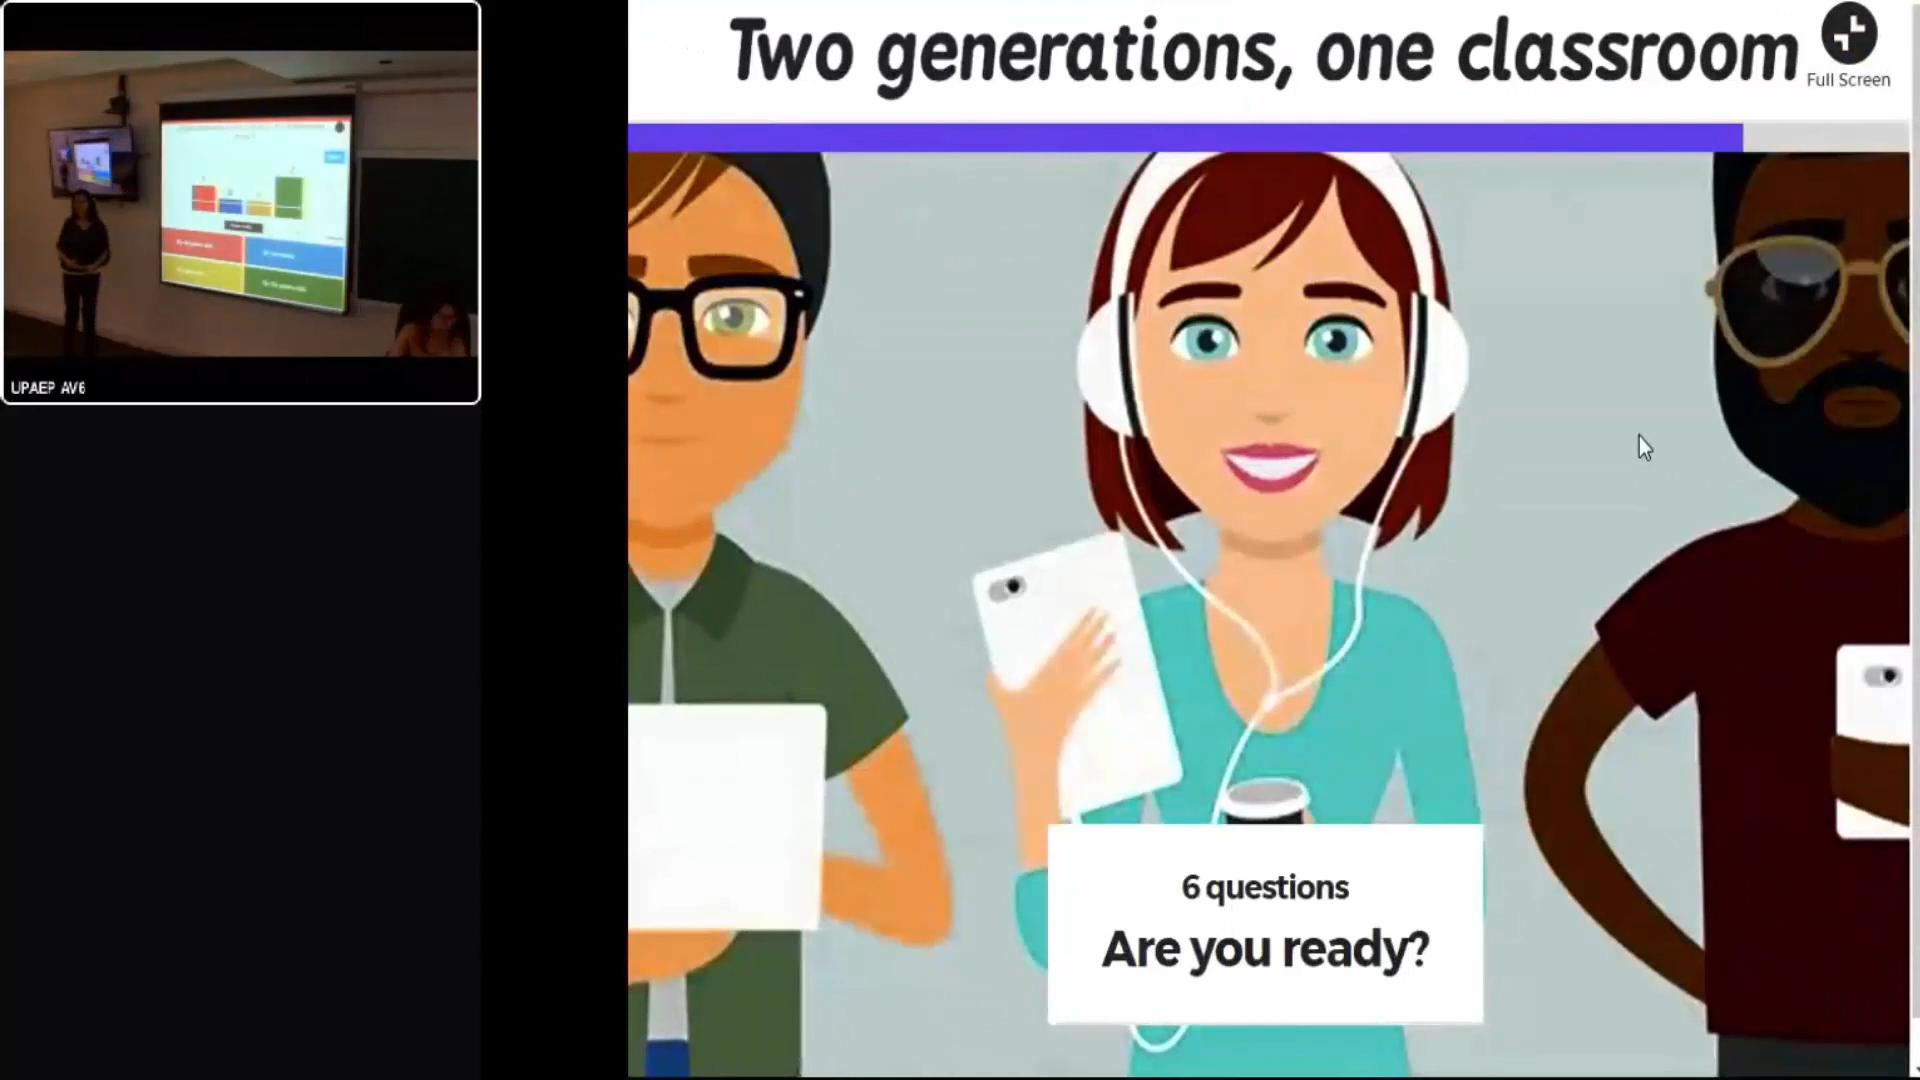 Two generations, one classroom
Full Screen
UPAEP AV6
6 questions
Are you ready?